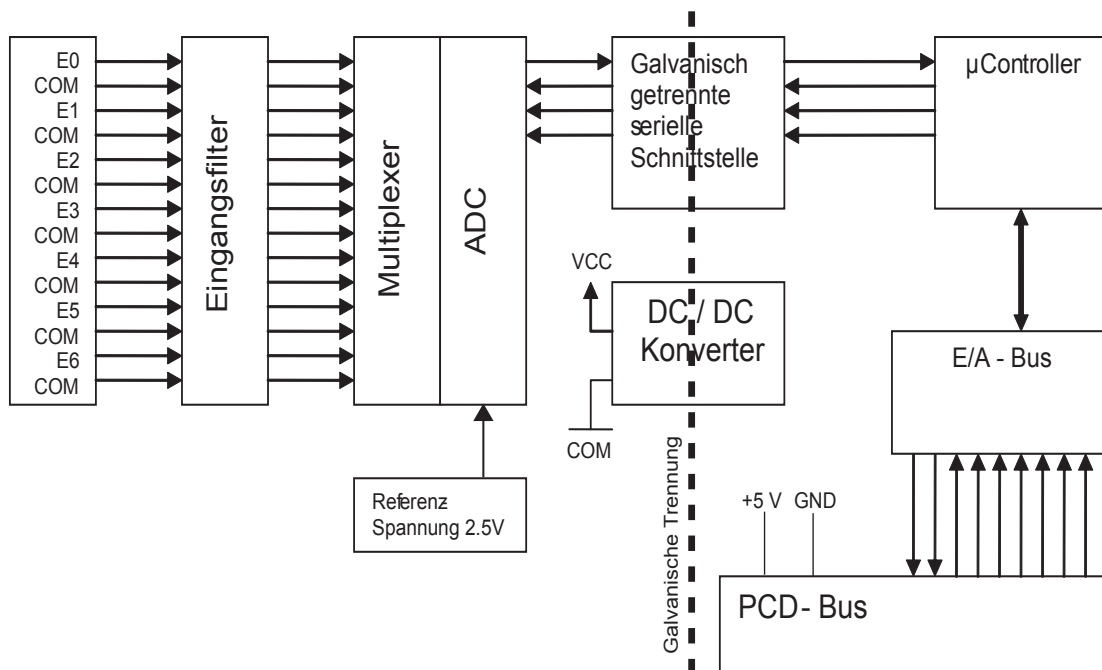 E0
COM
E1
COM
E2
COM
E3
COM
E4
COM
E5
COM
E6
COM
Eingangsfilter
Multiplexer
ADC
Referenz
Spannung 2.5V
Galvanisch
getrennte
serielle
Schnittstelle
VCC
DC / DC
Konverter
COM
Galvanische Trennung
µController
E/A - Bus
+5 V GND
PCD - Bus